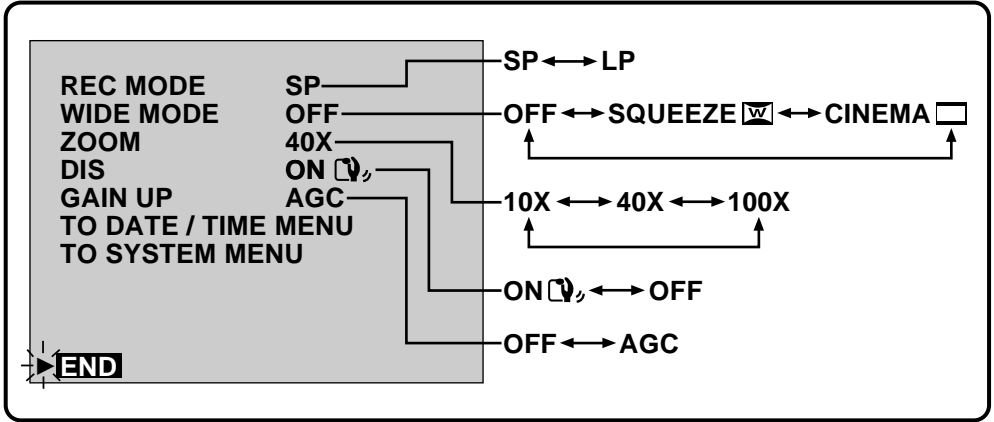 REC MODE SP
WIDE MODE OFF
ZOOM 40X
DIS ON
GAIN UP AGC
TO DATE / TIME MENU
TO SYSTEM MENU
END
SP LP
OFF SQUEEZE W CINEMA
10X 40X 100X
ON OFF
OFF AGC